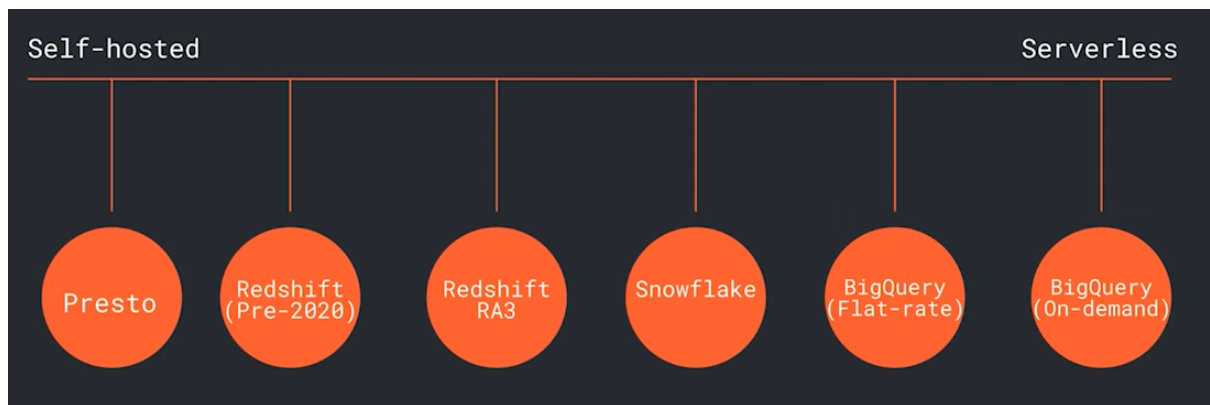 Self-hosted
Serverless
Presto
Redshift
(Pre-2020)
Redshift
RA3
Snowflake
BigQuery
(Flat-rate)
BigQuery
(On-demand)